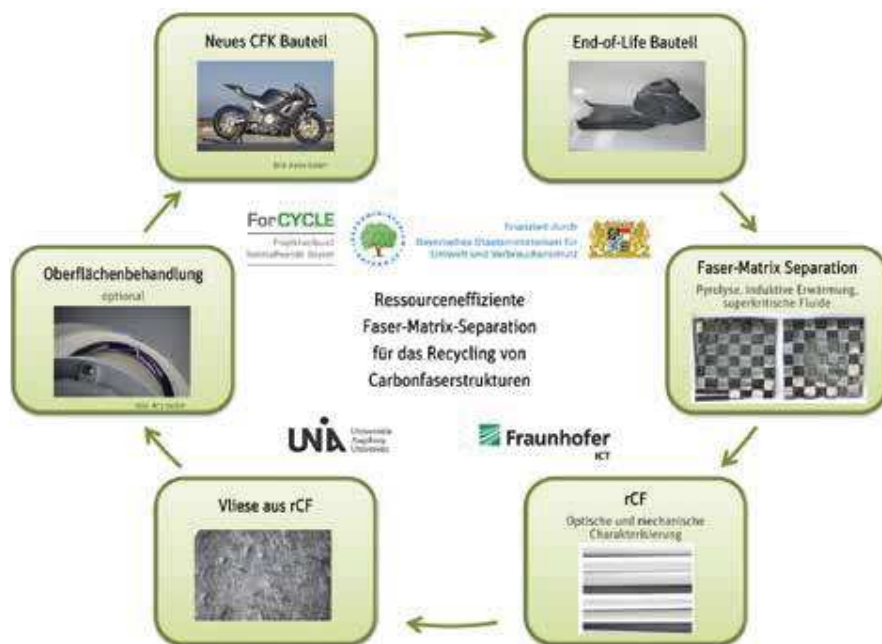 Neues CFK Bauteil
End-of-Life Bauteil
ForCYCLE
Finanziert durch
Bayerisches Staatsministerium für
Umwelt und Verbraucherschutz
Oberflächenbehandlung
optional
Faser-Matrix Separation
Pyrolyse, induktive Erwärmung,
superkritische Fluide
Ressourceneffiziente
Faser-Matrix-Separation
für das Recycling von
Carbonfaserstrukturen
UNIA Universität
Augsburg
University
Fraunhofer
ICT
Vliese aus rCF
rCF
Optische und mechanische
Charakterisierung